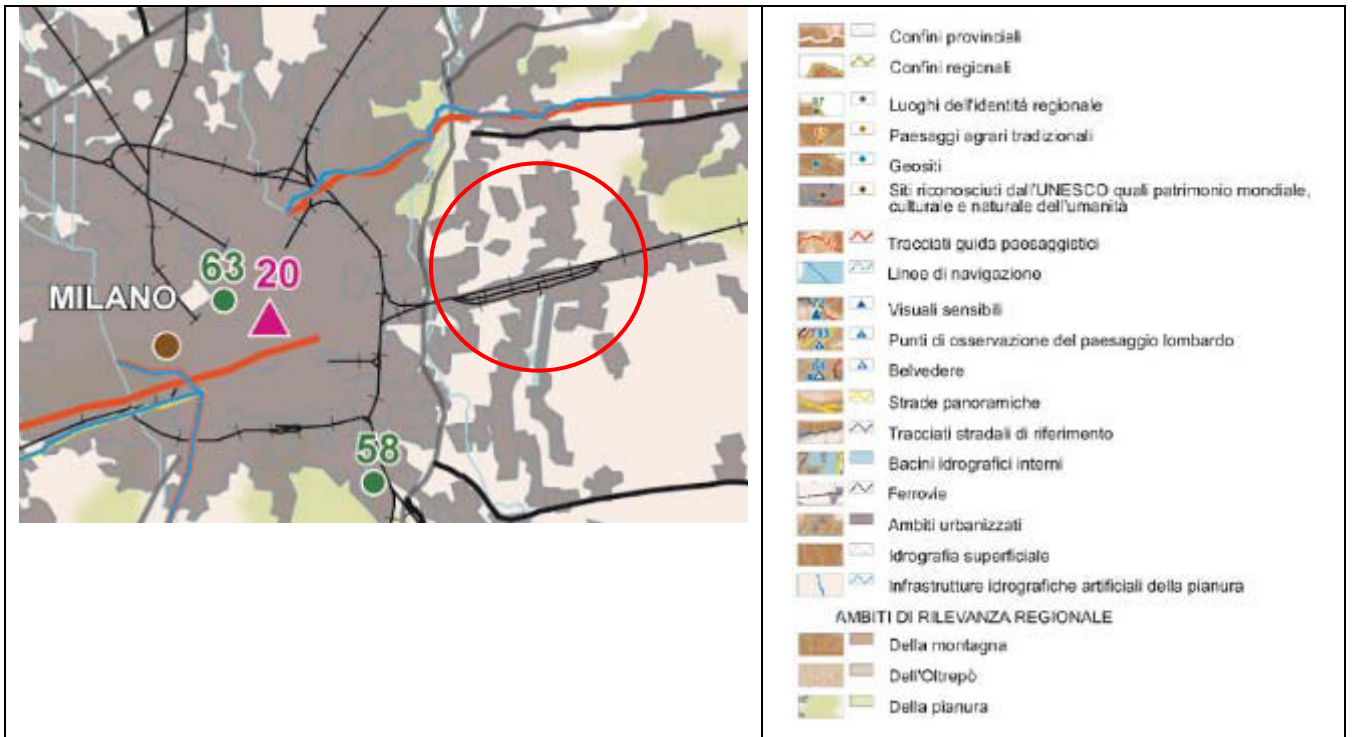 63 20
MILANO
58
Confini provinciali
Confini regionali
Luoghi dell'identità regionale
Paesaggi agrari tradizionali
Geositi
Siti riconosciuti dall'UNESCO quali patrimonio mondiale,
culturale e naturale dell'umanità
Tracciati guida paesaggistici
Linee di navigazione
Visuali sensibili
Punti di osservazione del paesaggio lombardo
Belvedere
Strade panoramiche
Tracciati stradali di riferimento
Bacini idrografici interni
Ferrovie
Ambiti urbanizzati
Idrografia superficiale
Infrastrutture idrografiche artificiali della pianura
AMBITI DI RILEVANZA REGIONALE
Della montagna
Dell'Oltrepò
Della pianura